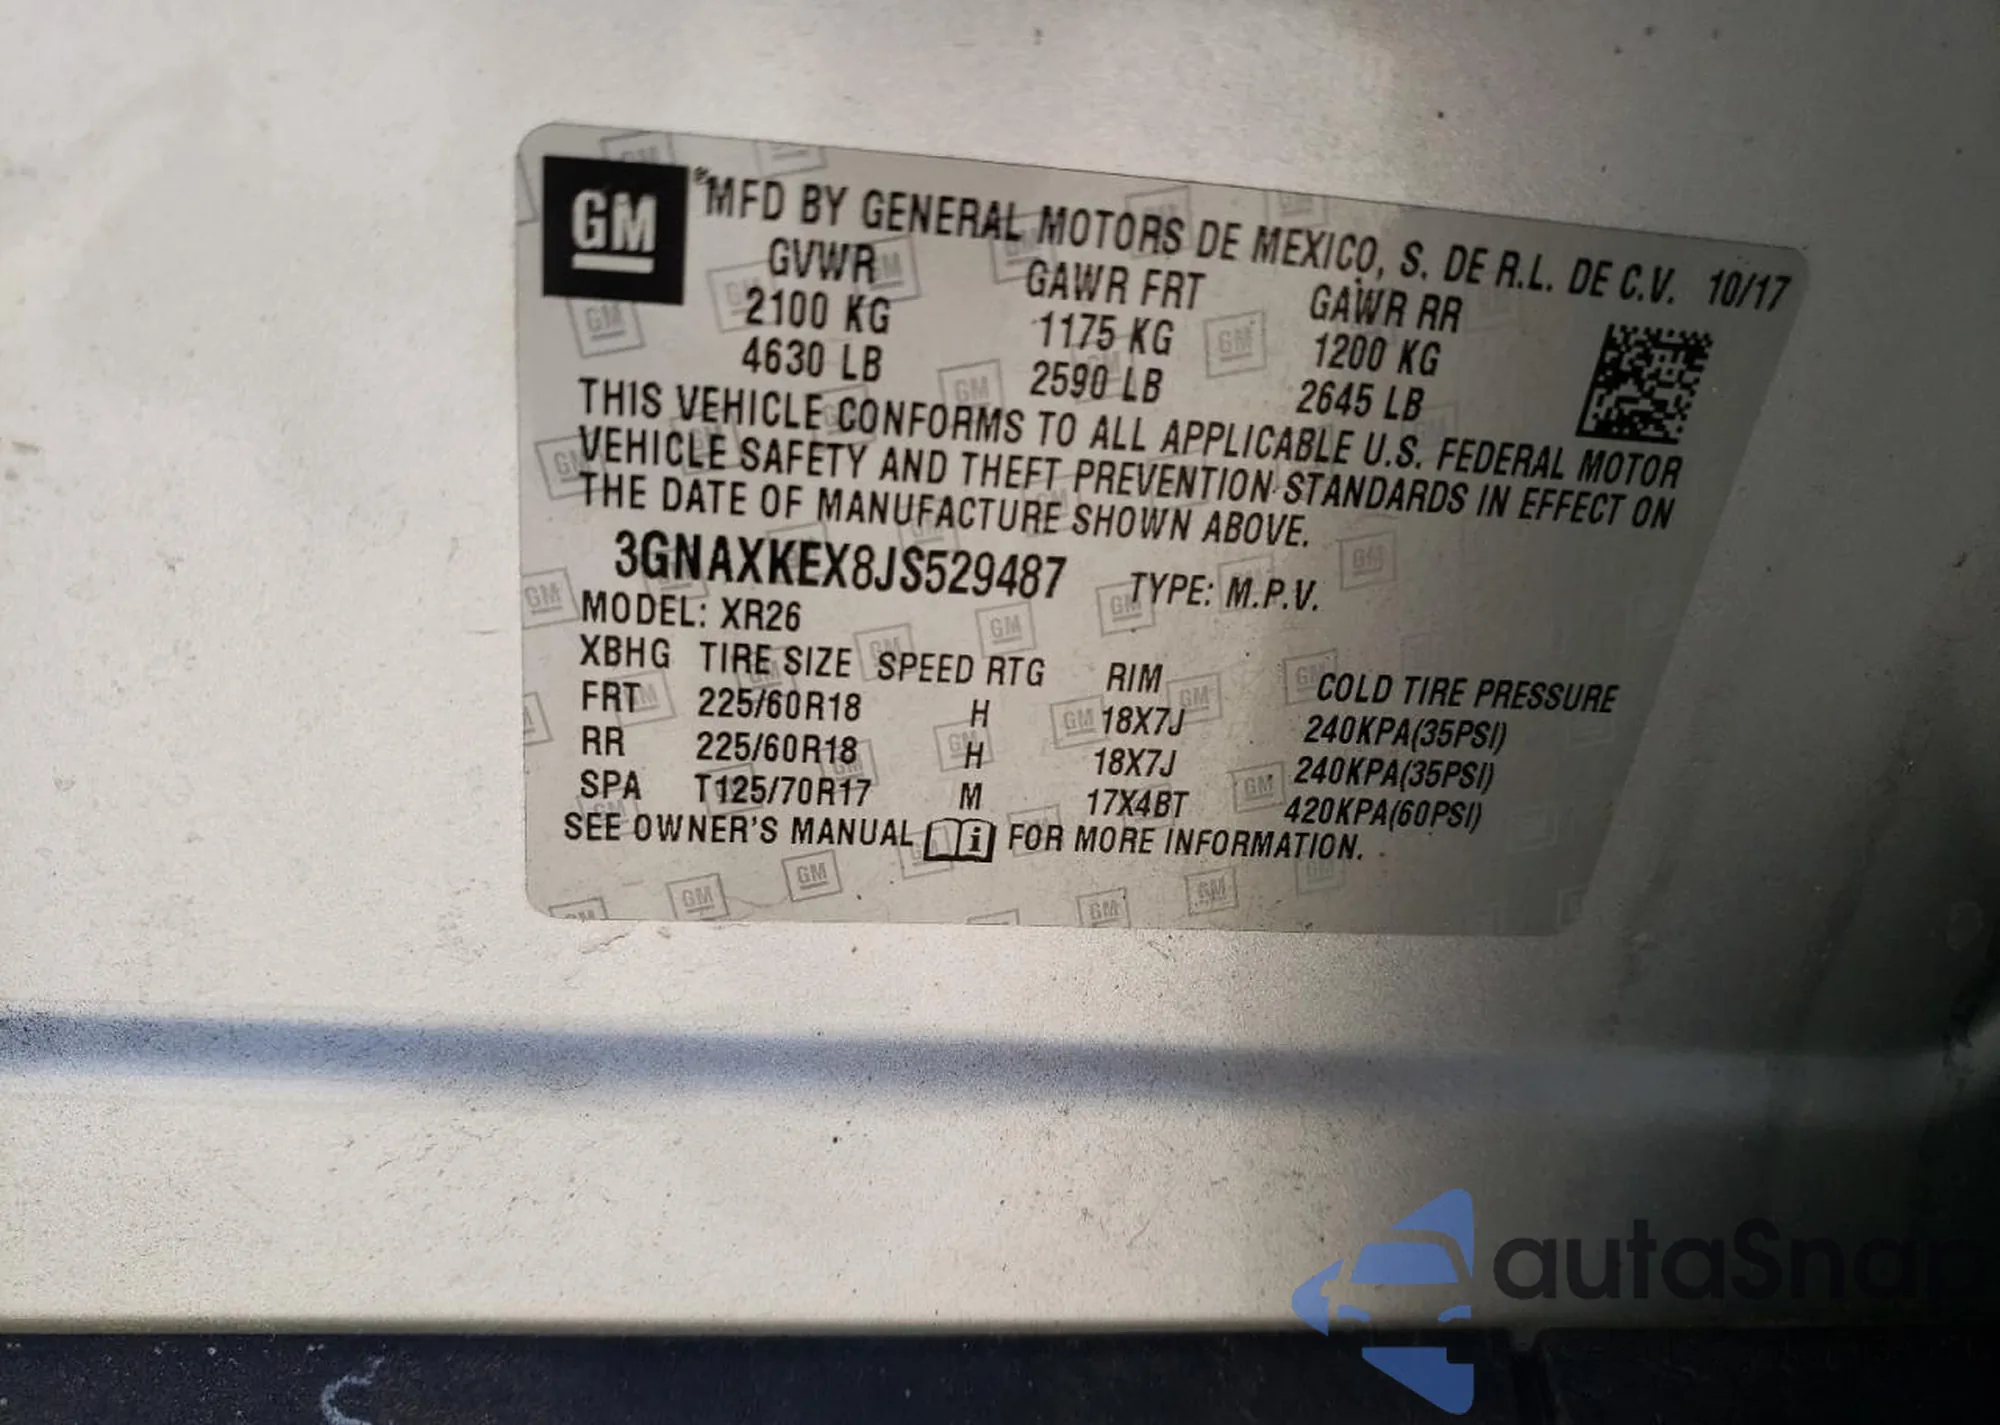 GM
®MFD BY GENERAL MOTORS DE MEXICO, S. DE R.L. DE C.V. 10/17
GVWR GAWR FRT GAWR RR
2100 KG 1175 KG 1200 KG
4630 LB 2590 LB 2645 LB
THIS VEHICLE CONFORMS TO ALL APPLICABLE U.S. FEDERAL MOTOR
VEHICLE SAFETY AND THEFT PREVENTION STANDARDS IN EFFECT ON
THE DATE OF MANUFACTURE SHOWN ABOVE.
3GNAXKEX8JS529487 TYPE: M.P.V.
MODEL: XR26
XBHG TIRE SIZE SPEED RTG RIM COLD TIRE PRESSURE
FRT 225/60R18 H 18X7J 240KPA(35PSI)
RR 225/60R18 H 18X7J 240KPA(35PSI)
SPA T125/70R17 M 17X4BT 420KPA(60PSI)
SEE OWNER'S MANUAL i FOR MORE INFORMATION.
autaSnap